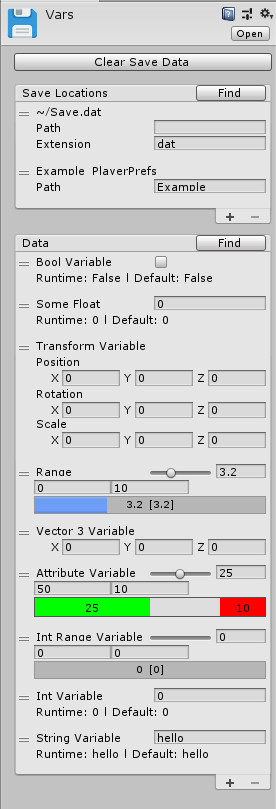 Vars
Open
Clear Save Data
Save Locations Find
~/Save.dat
Path
Extension dat
Example PlayerPrefs
Path Example
+ −
Data Find
Bool Variable
Runtime: False | Default: False
Some Float 0
Runtime: 0 | Default: 0
Transform Variable
Position
X 0 Y 0 Z 0
Rotation
X 0 Y 0 Z 0
Scale
X 0 Y 0 Z 0
Range 3.2
0 10
3.2 [3.2]
Vector 3 Variable
X 0 Y 0 Z 0
Attribute Variable 25
50 10
25 10
Int Range Variable 0
0 0
0 [0]
Int Variable 0
Runtime: 0 | Default: 0
String Variable hello
Runtime: hello | Default: hello
+ −